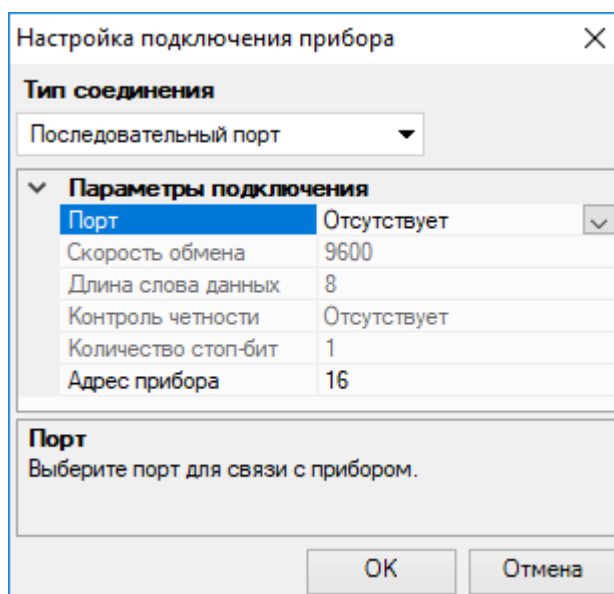 Настройка подключения прибора
Тип соединения
Последовательный порт
Параметры подключения
Порт Отсутствует
Скорость обмена 9600
Длина слова данных 8
Контроль четности Отсутствует
Количество стоп-бит 1
Адрес прибора 16
Порт
Выберите порт для связи с прибором.
OK Отмена